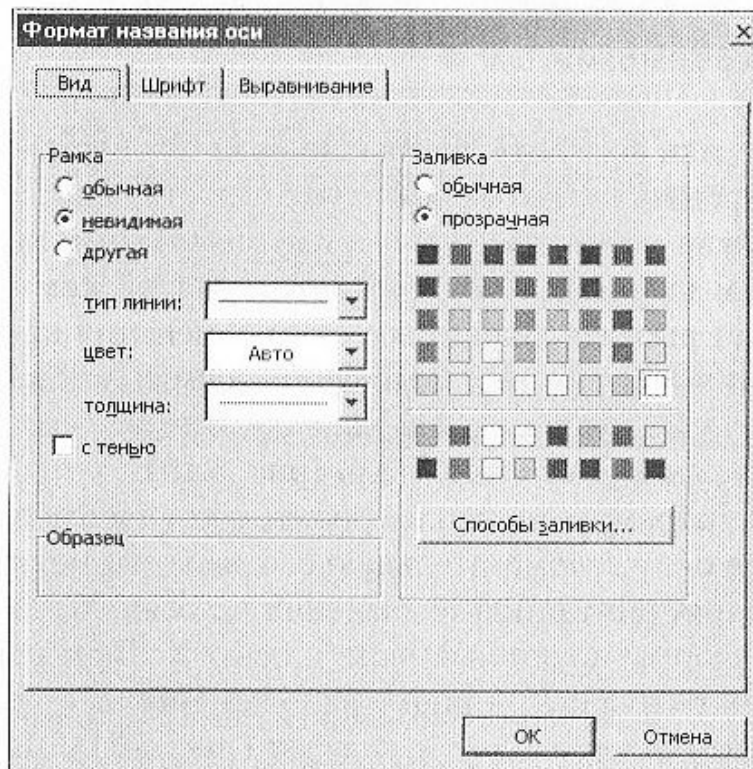 Формат названия оси
Вид
Шрифт
Выравнивание
Рамка
обычная
невидимая
другая
тип линии:
цвет:
Авто
толщина:
с тенью
Образец
Заливка
обычная
прозрачная
Способы заливки...
ОК
Отмена